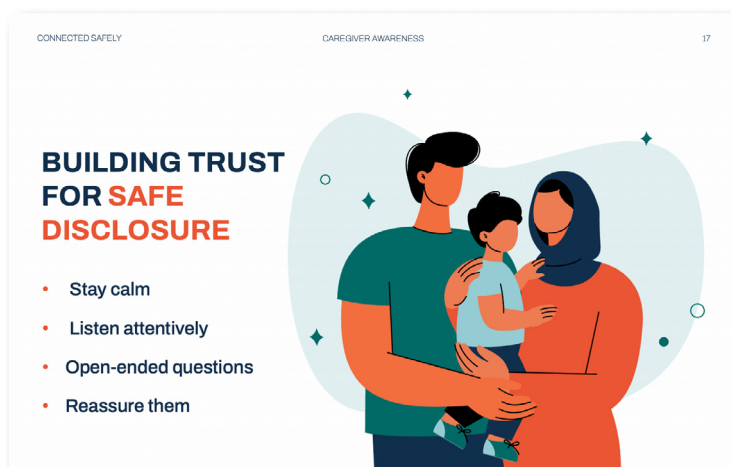 CONNECTED SAFELY
CAREGIVER AWARENESS
17
BUILDING TRUST
FOR SAFE
DISCLOSURE
• Stay calm
• Listen attentively
• Open-ended questions
• Reassure them